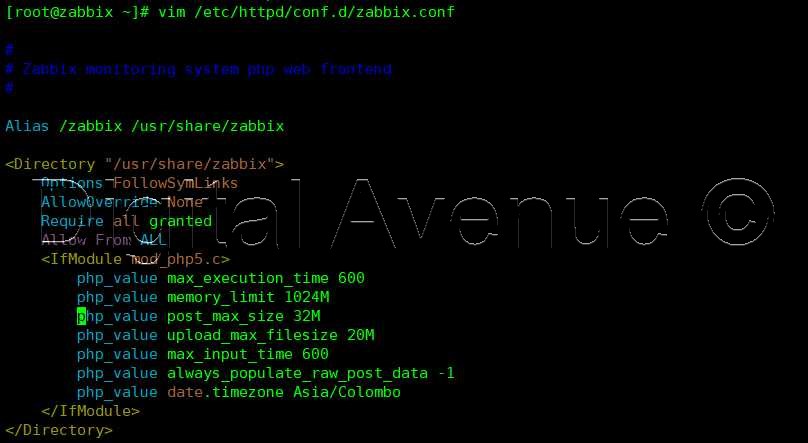 [root@zabbix ~]# vim /etc/httpd/conf.d/zabbix.conf
#
# Zabbix monitoring system php web frontend
#
Alias /zabbix /usr/share/zabbix
<Directory "/usr/share/zabbix">
    Options FollowSymLinks
    AllowOverride None
    Require all granted
    Allow From ALL
Digital Avenue ©
    <IfModule mod_php5.c>
        php_value max_execution_time 600
        php_value memory_limit 1024M
        php_value post_max_size 32M
        php_value upload_max_filesize 20M
        php_value max_input_time 600
        php_value always_populate_raw_post_data -1
        php_value date.timezone Asia/Colombo
    </IfModule>
</Directory>